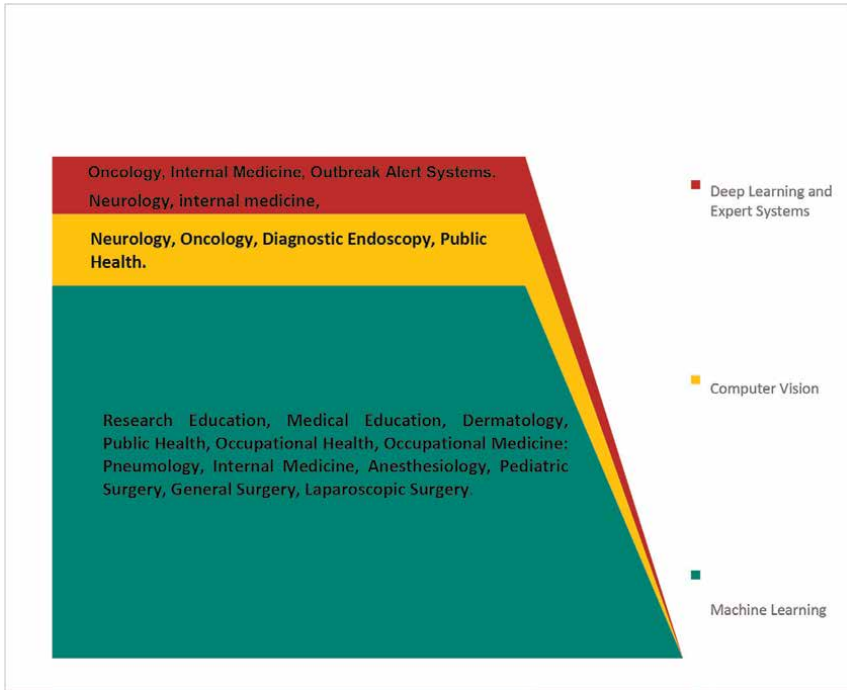 Oncology, Internal Medicine, Outbreak Alert Systems.
Neurology, internal medicine,
Neurology, Oncology, Diagnostic Endoscopy, Public
Health.
Research Education, Medical Education, Dermatology,
Public Health, Occupational Health, Occupational Medicine:
Pneumology, Internal Medicine, Anesthesiology, Pediatric
Surgery, General Surgery, Laparoscopic Surgery.
Deep Learning and
Expert Systems
Computer Vision
Machine Learning